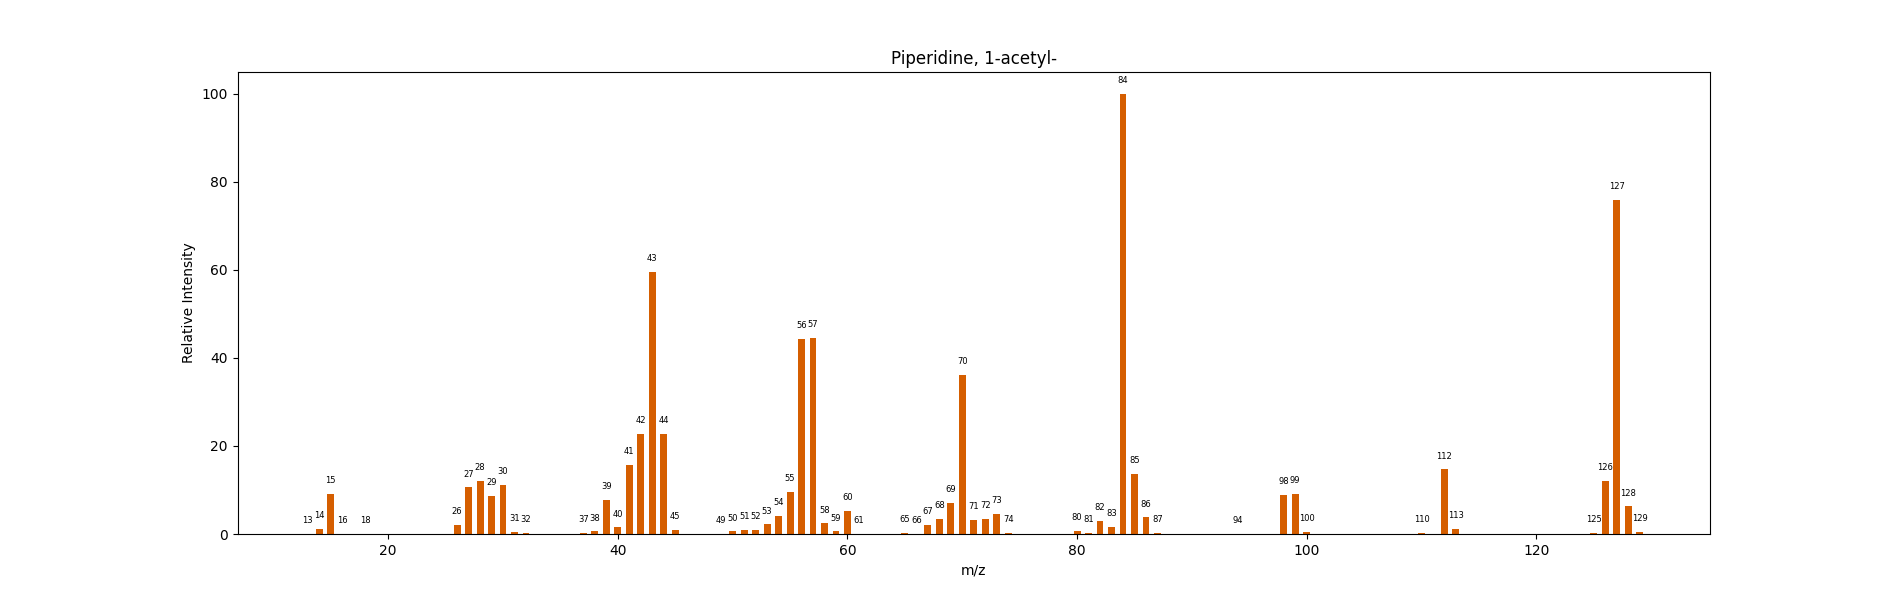 Piperidine, 1-acetyl-
Relative Intensity
100
80
60
40
20
0
13 14 15 16 18 26 27 28 29 30 31 32 37 38 39 40 41 42 43 44 45 49 50 51 52 53 54 55 56 57 58 59 60 61 65 66 67 68 69 70 71 72 73 74 80 81 82 83 84 85 86 87 94 98 99 100 110 112 113 125 126 127 128 129
20 40 60 80 100 120
m/z